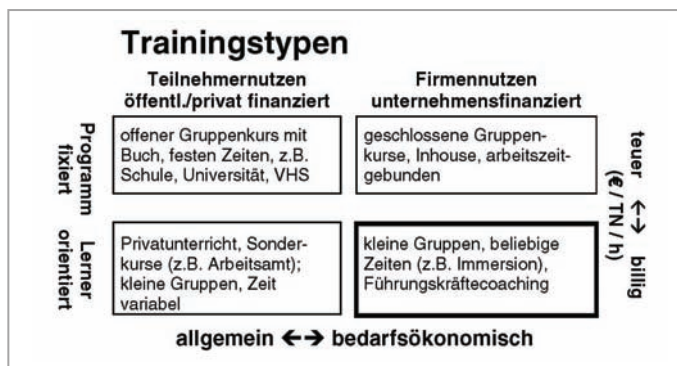 Trainingstypen
Teilnehmernutzen
öffentl./privat finanziert
Firmennutzen
unternehmensfinanziert
Programm
fixiert
offener Gruppenkurs mit
Buch, festen Zeiten, z.B.
Schule, Universität, VHS
geschlossene Gruppen-
kurse, Inhouse, arbeitszeit-
gebunden
teuer ←→ billig
(€ / TN / h)
Lerner
orientiert
Privatunterricht, Sonder-
kurse (z.B. Arbeitsamt);
kleine Gruppen, Zeit
variabel
kleine Gruppen, beliebige
Zeiten (z.B. Immersion),
Führungskräftecoaching
allgemein ←→ bedarfsökonomisch